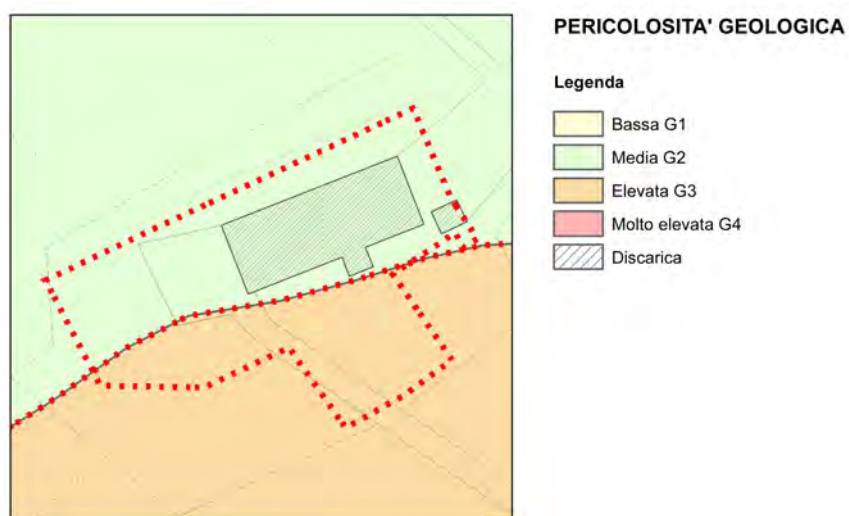 PERICOLOSITA' GEOLOGICA
Legenda
Bassa G1
Media G2
Elevata G3
Molto elevata G4
Discarica